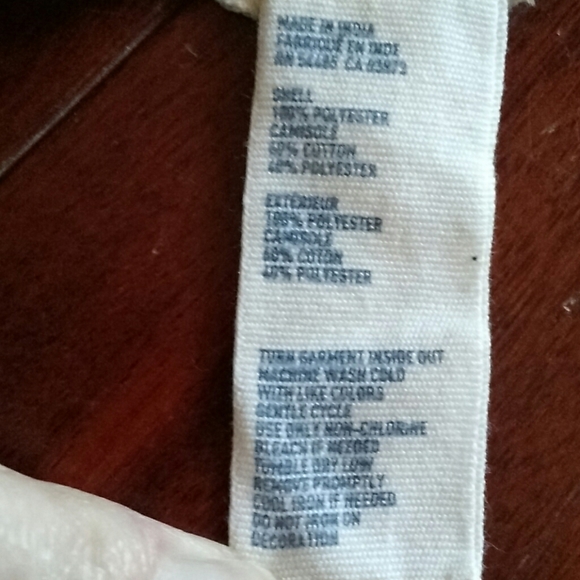 MADE IN INDIA
FABRIQUÉ EN INDE
RN 54485 CA 03873
SHELL
100% POLYESTER
CAMISOLE
60% COTTON
40% POLYESTER
EXTÉRIEUR
100% POLYESTER
CAMISOLE
60% COTON
40% POLYESTER
TURN GARMENT INSIDE OUT
MACHINE WASH COLD
WITH LIKE COLORS
GENTLE CYCLE
USE ONLY NON-CHLORINE
BLEACH IF NEEDED
TUMBLE DRY LOW
REMOVE PROMPTLY
COOL IRON IF NEEDED
DO NOT IRON ON
DECORATION